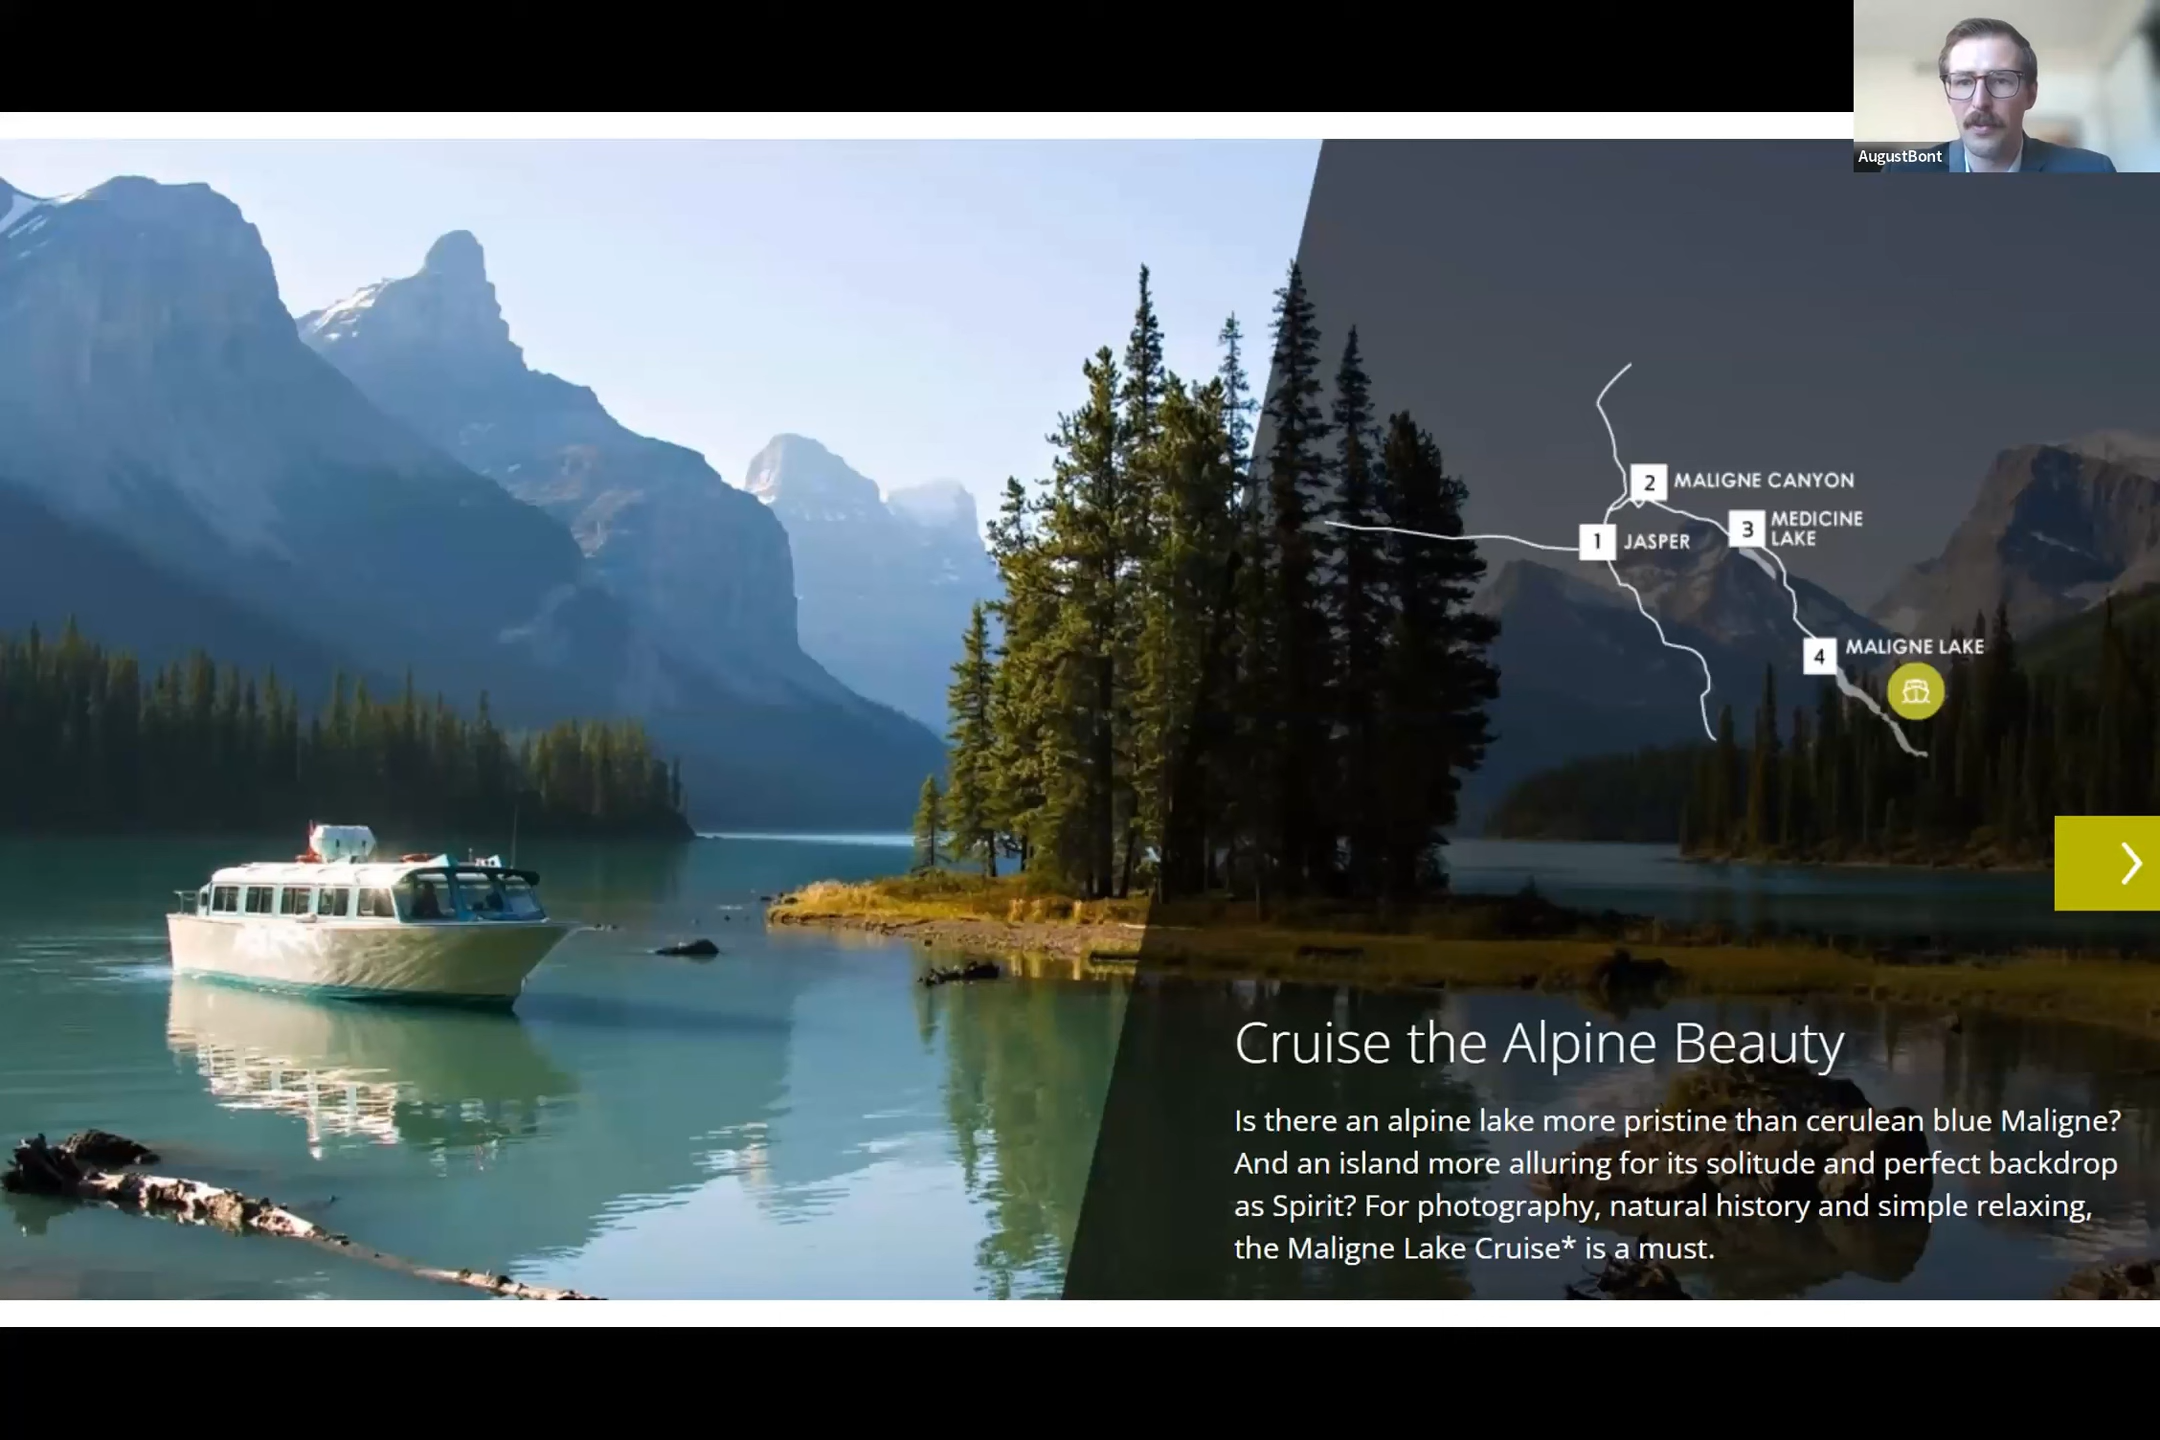 AugustBont
2 MALIGNE CANYON
3 MEDICINE
LAKE
1 JASPER
4 MALIGNE LAKE
Cruise the Alpine Beauty
Is there an alpine lake more pristine than cerulean blue Maligne?
And an island more alluring for its solitude and perfect backdrop
as Spirit? For photography, natural history and simple relaxing,
the Maligne Lake Cruise* is a must.